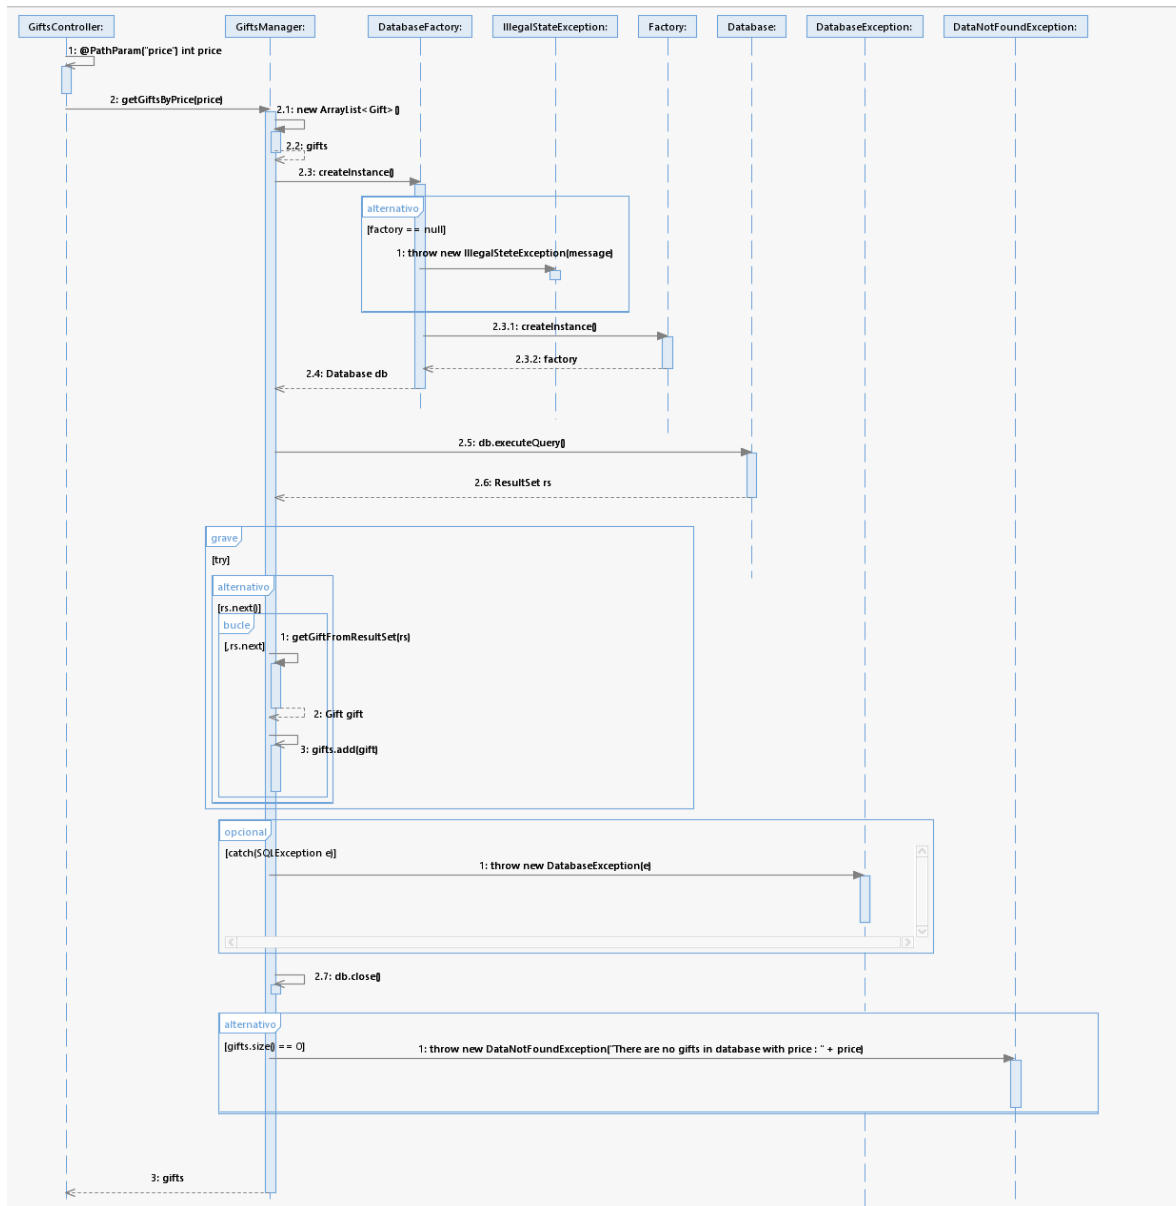 GiftsController:
GiftsManager:
DatabaseFactory:
IllegalStateException:
Factory:
Database:
DatabaseException:
DataNotFoundException:
1: @PathParam("price") int price
2: getGiftsByPrice(price)
2.1: new ArrayList< Gift> ()
2.2: gifts
2.3: createInstance()
alternativo
[factory == null]
1: throw new IllegalSteteException(message)
2.3.1: createInstance()
2.3.2: factory
2.4: Database db
2.5: db.executeQuery()
2.6: ResultSet rs
grave
[try]
alternativo
[rs.next()]
bucle
[,rs.next]
1: getGiftFromResultSet(rs)
2: Gift gift
3: gifts.add(gift)
opcional
[catch(SQLException e)]
1: throw new DatabaseException(e)
2.7: db.close()
alternativo
[gifts.size() == 0]
1: throw new DataNotFoundException("There are no gifts in database with price : " + price)
3: gifts